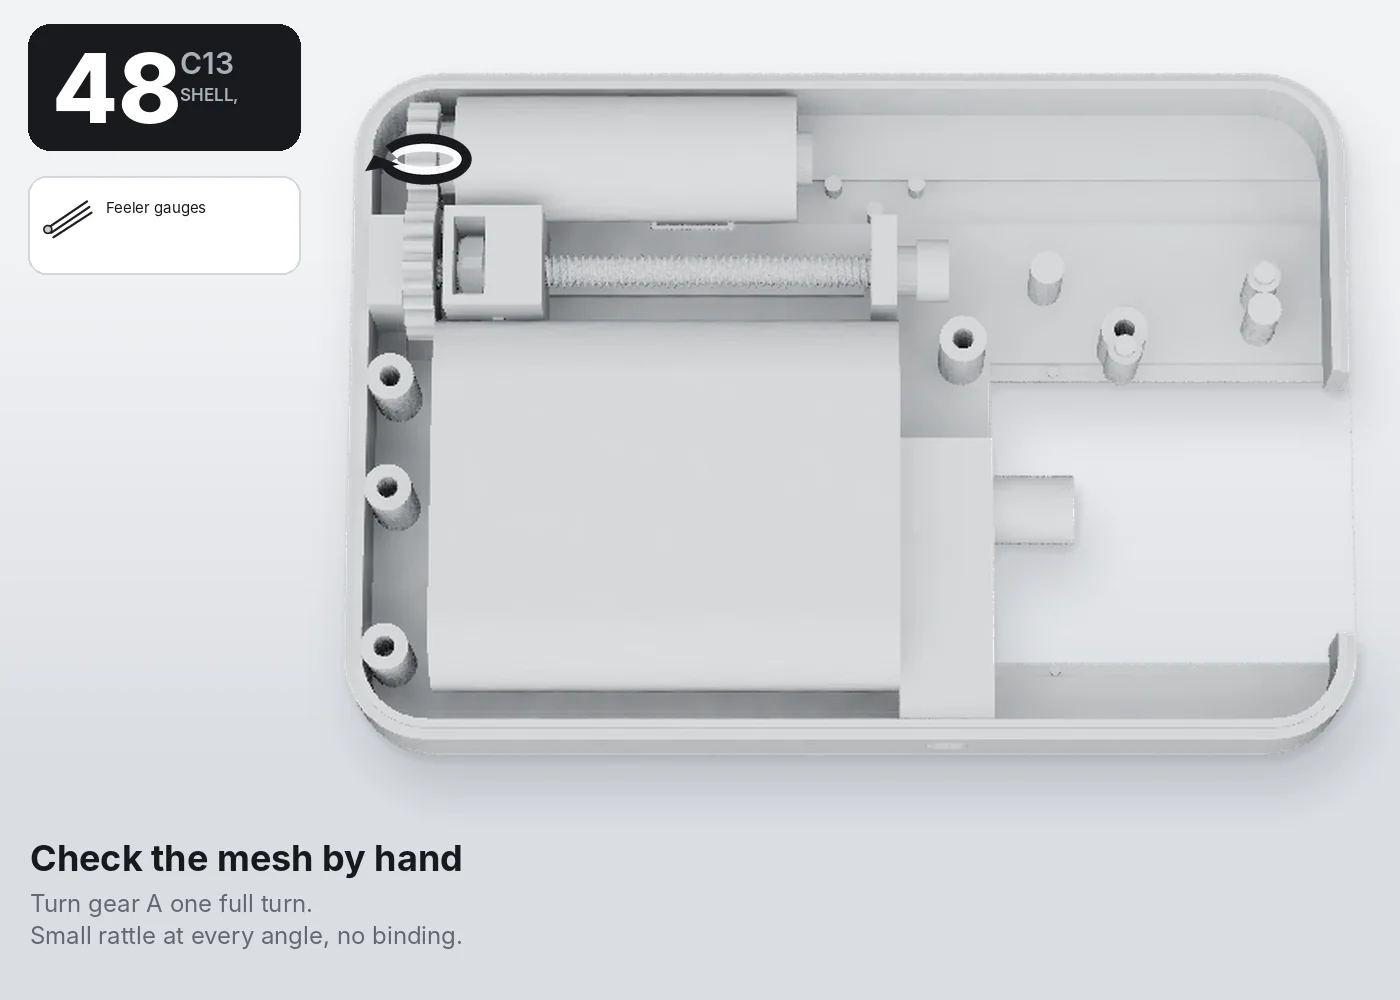 48
C13
SHELL,
Feeler gauges
Check the mesh by hand
Turn gear A one full turn.
Small rattle at every angle, no binding.